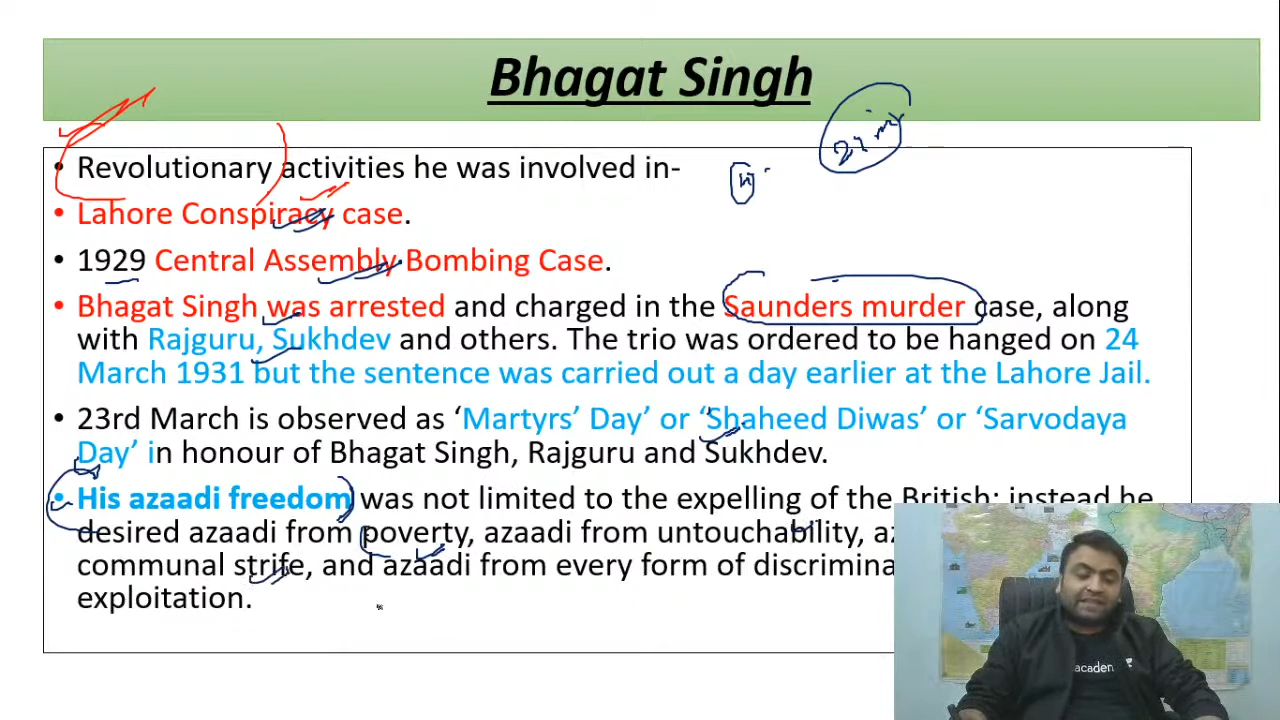 Bhagat Singh
• Revolutionary activities he was involved in-
• Lahore Conspiracy case.
• 1929 Central Assembly Bombing Case.
• Bhagat Singh was arrested and charged in the Saunders murder case, along
with Rajguru, Sukhdev and others. The trio was ordered to be hanged on 24
March 1931 but the sentence was carried out a day earlier at the Lahore Jail.
• 23rd March is observed as ‘Martyrs’ Day’ or ‘Shaheed Diwas’ or ‘Sarvodaya
Day’ in honour of Bhagat Singh, Rajguru and Sukhdev.
• His azaadi freedom was not limited to the expelling of the British; instead he
desired azaadi from poverty, azaadi from untouchability,
communal strife, and azaadi from every form of
exploitation.
academ